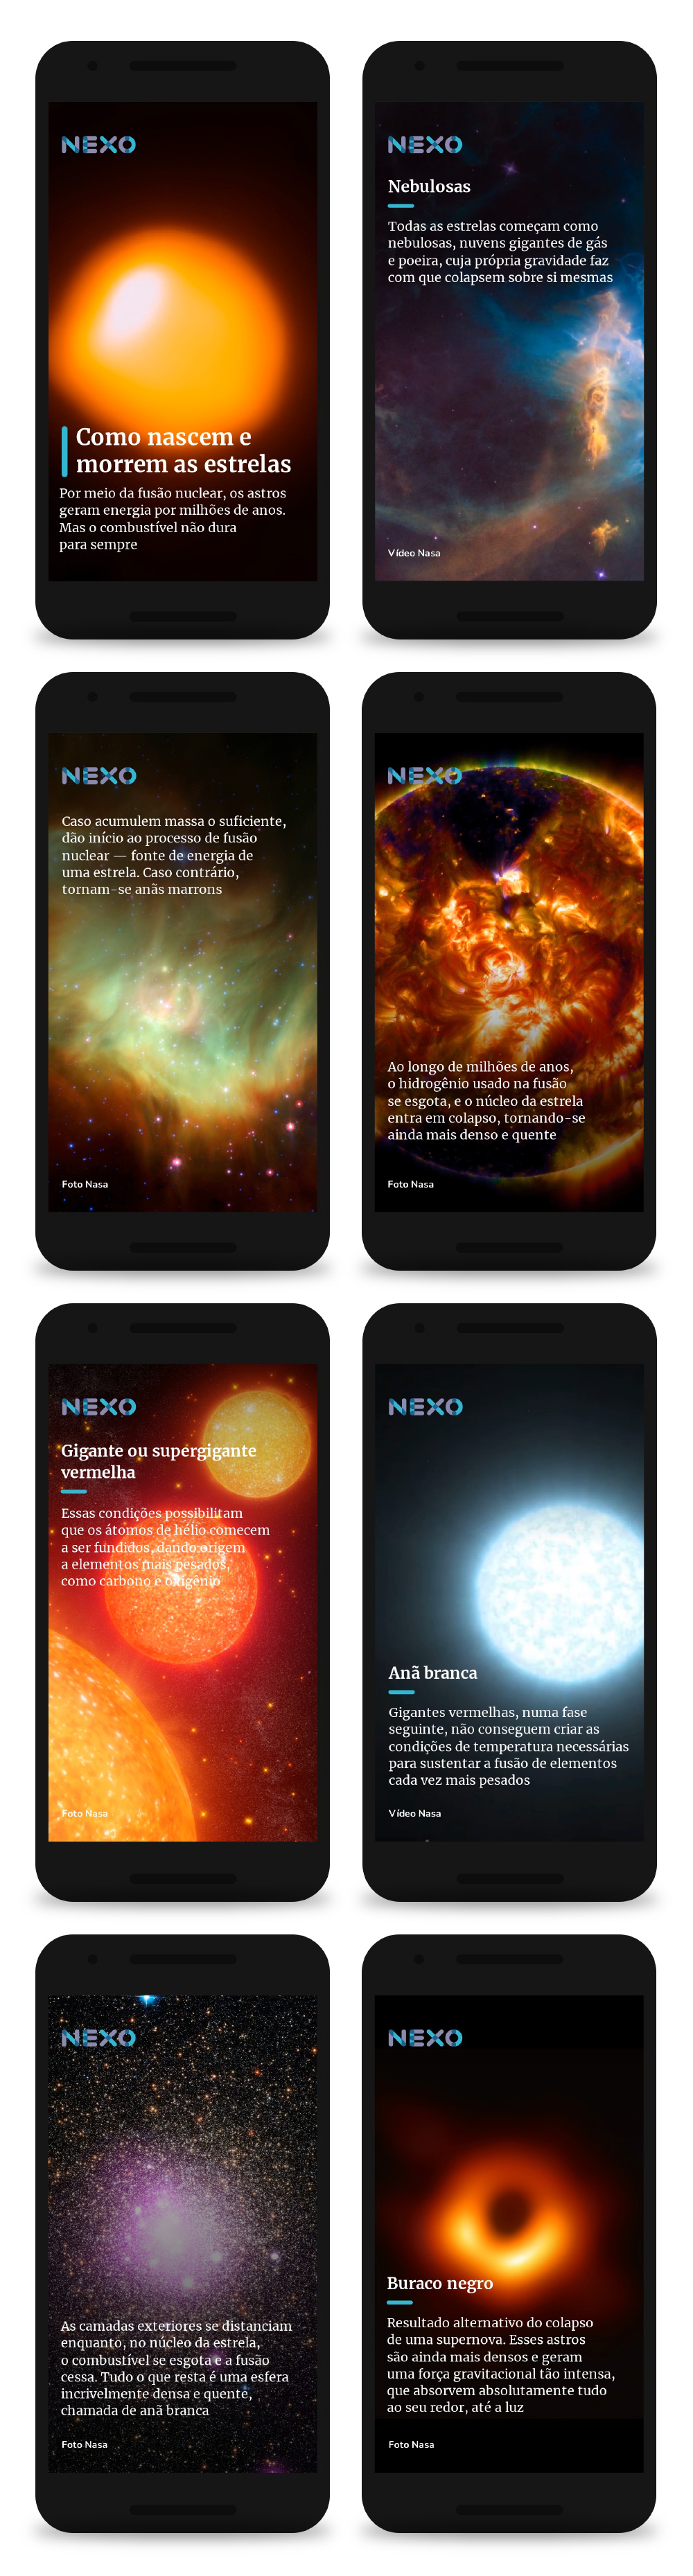 NEXO
Como nascem e
morrem as estrelas
Por meio da fusão nuclear, os astros
geram energia por milhões de anos.
Mas o combustível não dura
para sempre
NEXO
Nebulosas
Todas as estrelas começam como
nebulosas, nuvens gigantes de gás
e poeira, cuja própria gravidade faz
com que colapsem sobre si mesmas
Vídeo Nasa
NEXO
Caso acumulem massa o suficiente,
dão início ao processo de fusão
nuclear — fonte de energia de
uma estrela. Caso contrário,
tornam-se anãs marrons
Foto Nasa
NEXO
Ao longo de milhões de anos,
o hidrogênio usado na fusão
se esgota, e o núcleo da estrela
entra em colapso, tornando-se
ainda mais denso e quente
Foto Nasa
NEXO
Gigante ou supergigante
vermelha
Essas condições possibilitam
que os átomos de hélio comecem
a ser fundidos, dando origem
a elementos mais pesados,
como carbono e oxigênio
Foto Nasa
NEXO
Anã branca
Gigantes vermelhas, numa fase
seguinte, não conseguem criar as
condições de temperatura necessárias
para sustentar a fusão de elementos
cada vez mais pesados
Vídeo Nasa
NEXO
As camadas exteriores se distanciam
enquanto, no núcleo da estrela,
o combustível se esgota e a fusão
cessa. Tudo o que resta é uma esfera
incrivelmente densa e quente,
chamada de anã branca
Foto Nasa
NEXO
Buraco negro
Resultado alternativo do colapso
de uma supernova. Esses astros
são ainda mais densos e geram
uma força gravitacional tão intensa,
que absorvem absolutamente tudo
ao seu redor, até a luz
Foto Nasa